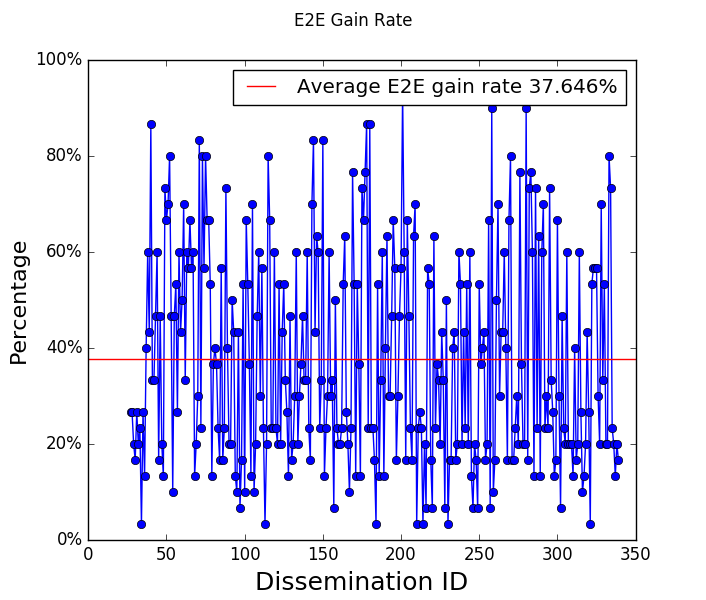 E2E Gain Rate
100%
80%
60%
40%
20%
0%
Average E2E gain rate 37.646%
Percentage
0 50 100 150 200 250 300 350
Dissemination ID